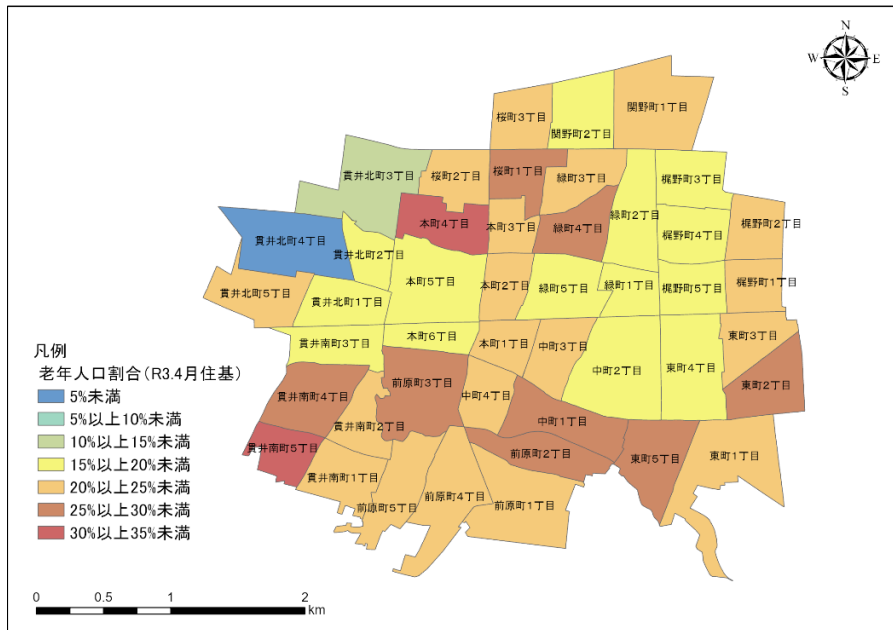 N
W E
S
桜町3丁目
関野町2丁目
関野町1丁目
貫井北町3丁目
桜町2丁目
桜町1丁目
緑町3丁目
梶野町3丁目
本町4丁目
本町3丁目
緑町4丁目
緑町2丁目
梶野町4丁目
梶野町2丁目
貫井北町4丁目
貫井北町2丁目
本町5丁目
本町2丁目
緑町5丁目
緑町1丁目
梶野町5丁目
梶野町1丁目
貫井北町5丁目
貫井北町1丁目
貫井南町3丁目
本町6丁目
本町1丁目
中町3丁目
中町2丁目
東町4丁目
東町3丁目
東町2丁目
貫井南町4丁目
前原町3丁目
中町4丁目
中町1丁目
貫井南町2丁目
貫井南町5丁目
前原町2丁目
東町5丁目
東町1丁目
貫井南町1丁目
前原町5丁目
前原町4丁目
前原町1丁目
凡例
老年人口割合(R3.4月住基)
5%未満
5%以上10%未満
10%以上15%未満
15%以上20%未満
20%以上25%未満
25%以上30%未満
30%以上35%未満
0 0.5 1 2
km